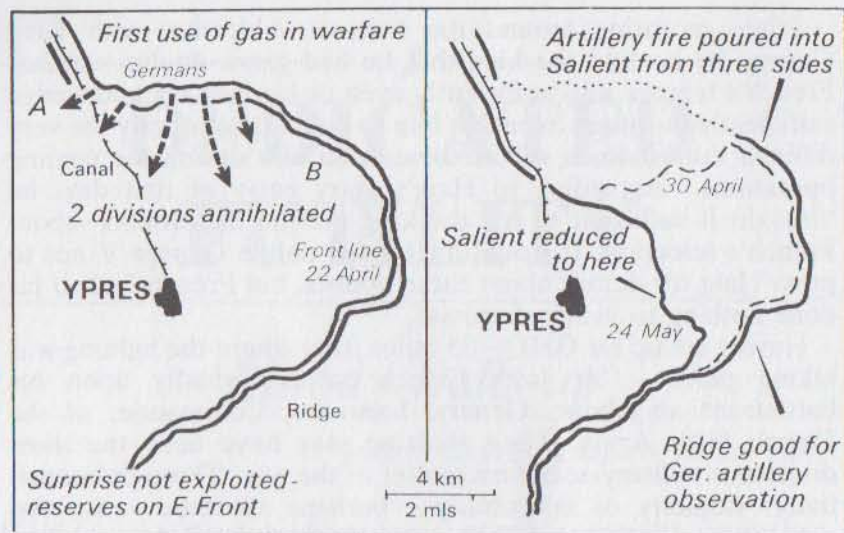 First use of gas in warfare
Germans
A
Canal
B
2 divisions annihilated
Front line
22 April
YPRES
Ridge
Surprise not exploited-
reserves on E. Front
4 km
2 mls
Artillery fire poured into
Salient from three sides
30 April
Salient reduced
to here
YPRES
24 May
Ridge good for
Ger. artillery
observation